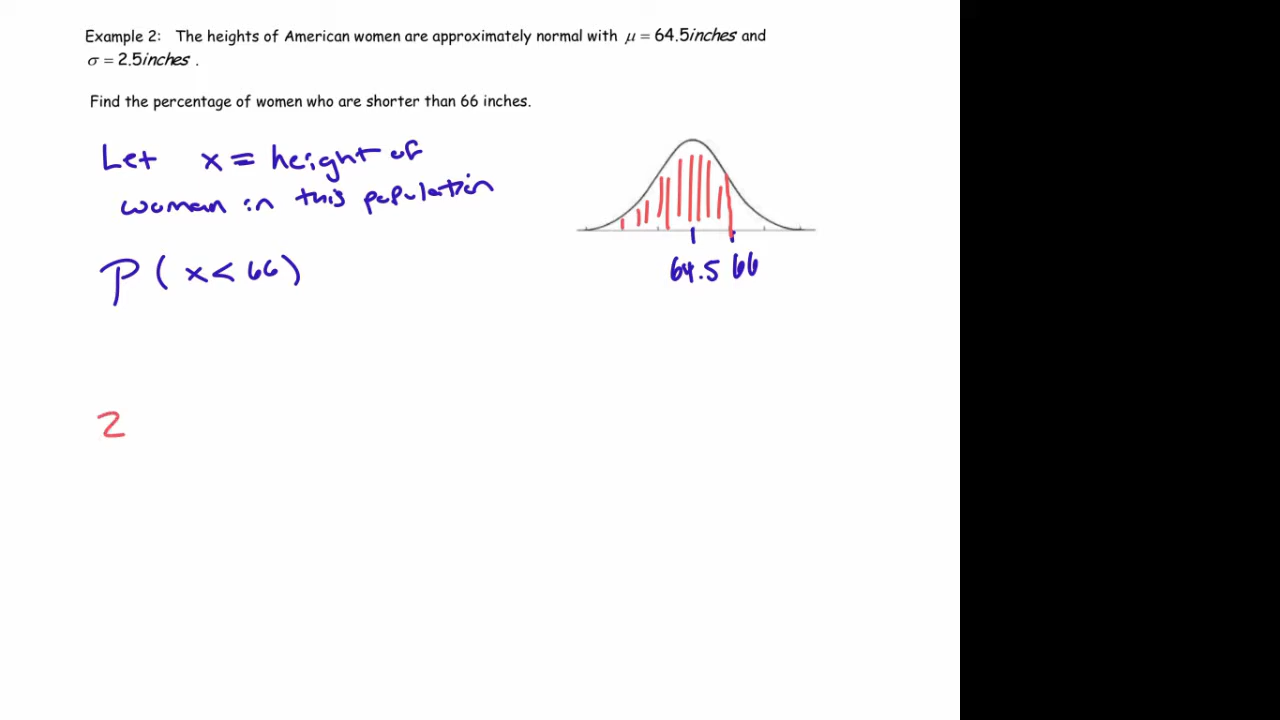 Example 2: The heights of American women are approximately normal with μ = 64.5inches and
σ = 2.5inches .
Find the percentage of women who are shorter than 66 inches.
Let x = height of
woman in this population
P ( x < 66 )
64.5 66
2